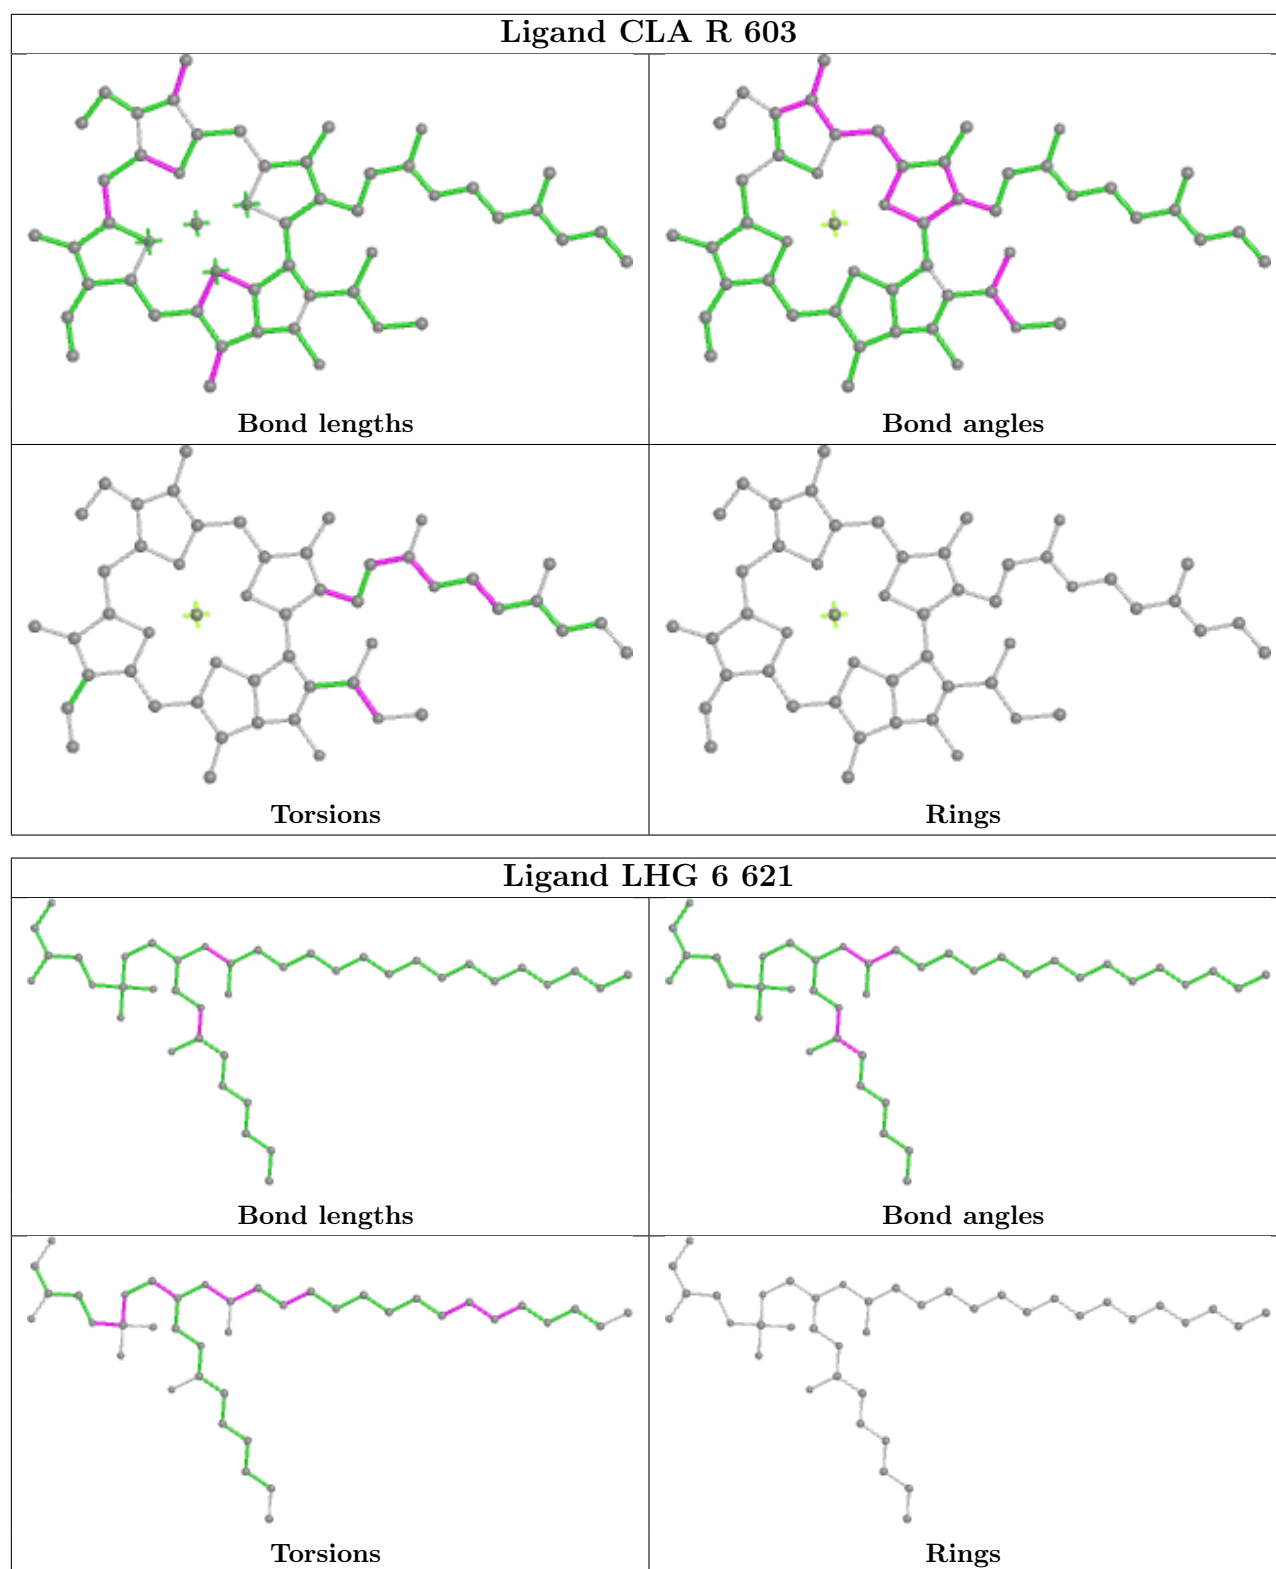 Ligand CLA R 603
Bond lengths
Bond angles
Torsions
Rings
Ligand LHG 6 621
Bond lengths
Bond angles
Torsions
Rings